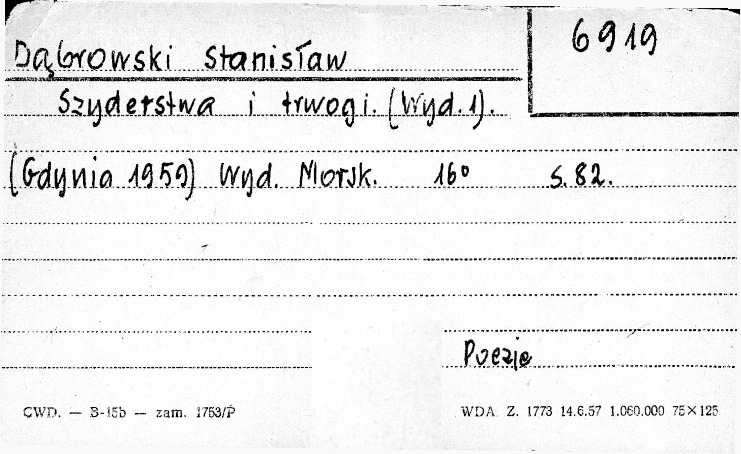 6919
Dąbrowski Stanisław
Szyderstwa i trwogi. (Wyd. 1).
(Gdynia 1959) Wyd. Morsk. 16° s. 82.
Poezje
CWD. — B-15b — zam. 1753/P
WDA. Z. 1773 14.6.57 1.060.000 75×125